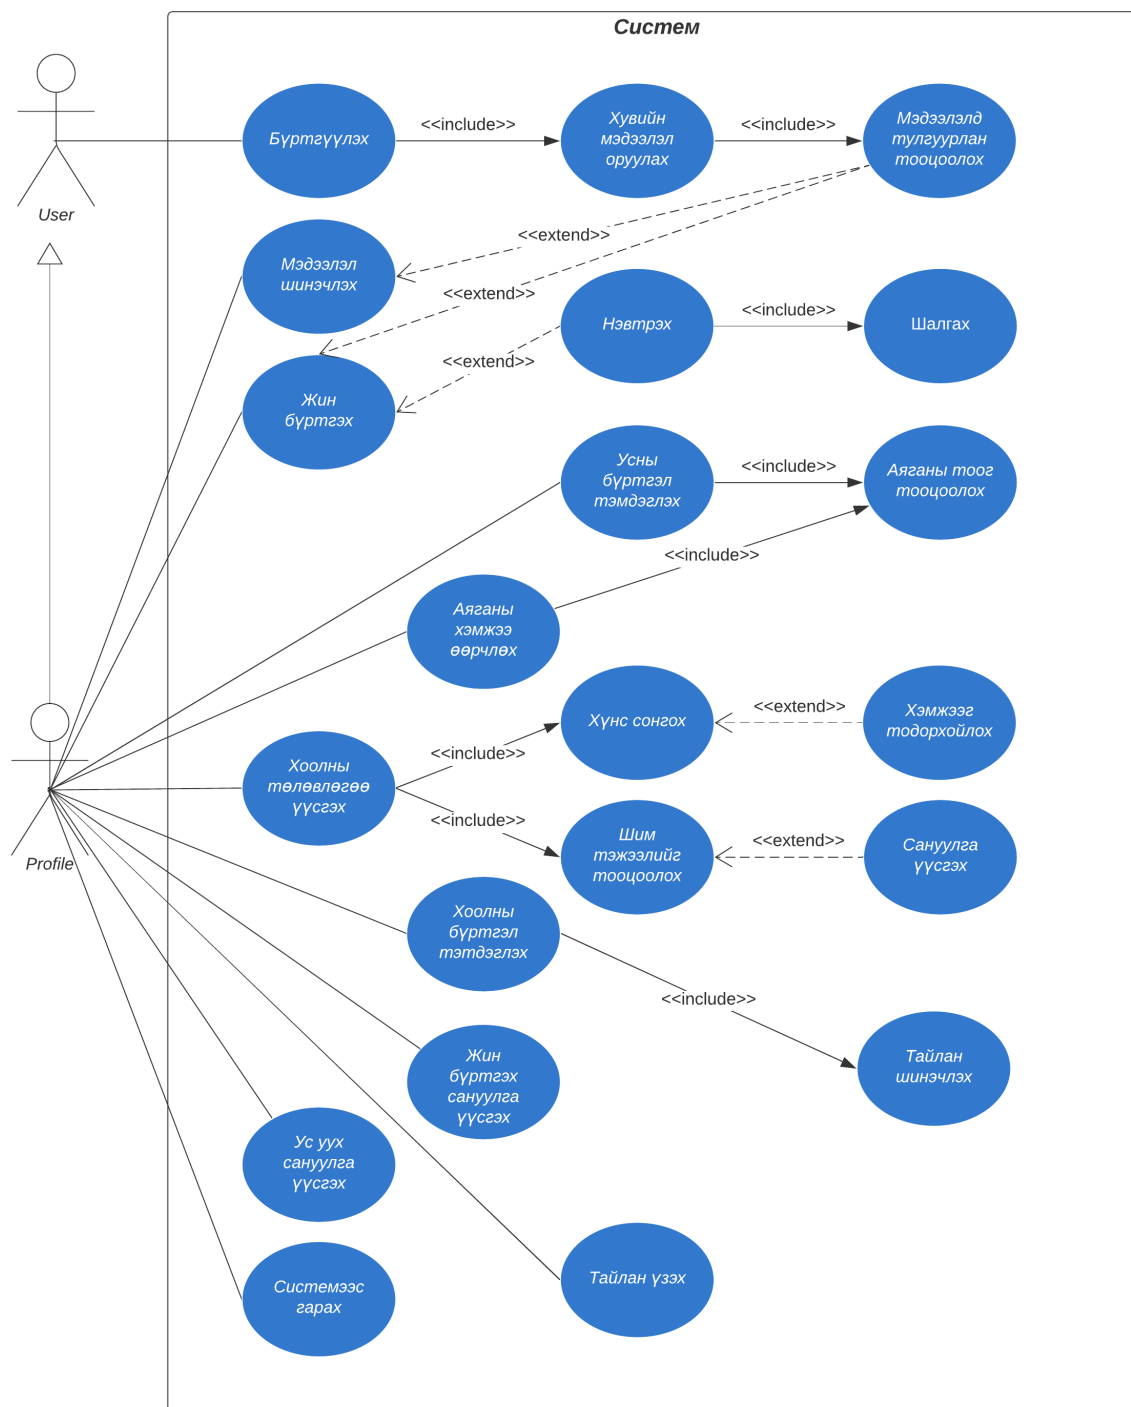 Систем
User
Бүртгүүлэх
<<include>>
Хувийн
мэдээлэл
оруулах
<<include>>
Мэдээлэлд
тулгуурлан
тооцоолох
Мэдээлэл
шинэчлэх
<<extend>>
<<extend>>
Нэвтрэх
<<include>>
Шалгах
<<extend>>
Жин
бүртгэх
Усны
бүртгэл
тэмдэглэх
<<include>>
Аяганы тоог
тооцоолох
<<include>>
Аяганы
хэмжээ
өөрчлөх
Хүнс сонгох
<<extend>>
Хэмжээг
тодорхойлох
<<include>>
Хоолны
төлөвлөгөө
үүсгэх
<<include>>
Шим
тэжээлийг
тооцоолох
<<extend>>
Сануулга
үүсгэх
Profile
Хоолны
бүртгэл
тэтдэглэх
<<include>>
Тайлан
шинэчлэх
Жин
бүртгэх
сануулга
үүсгэх
Ус уух
сануулга
үүсгэх
Тайлан үзэх
Системээс
гарах